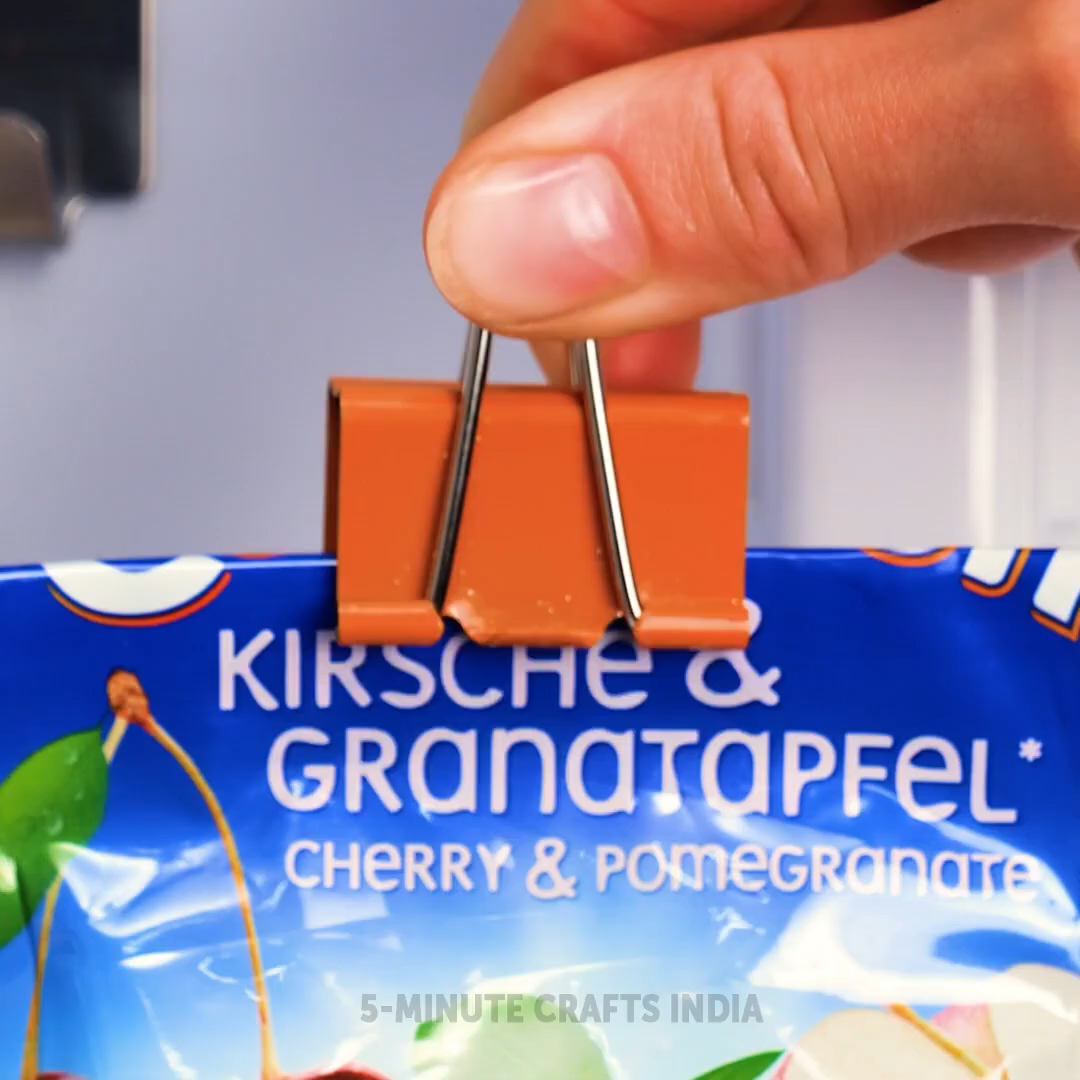 KIRSCHe &
GRanaTaPFeL*
CHeRRY & POmeGRanaTe
5-MINUTE CRAFTS INDIA